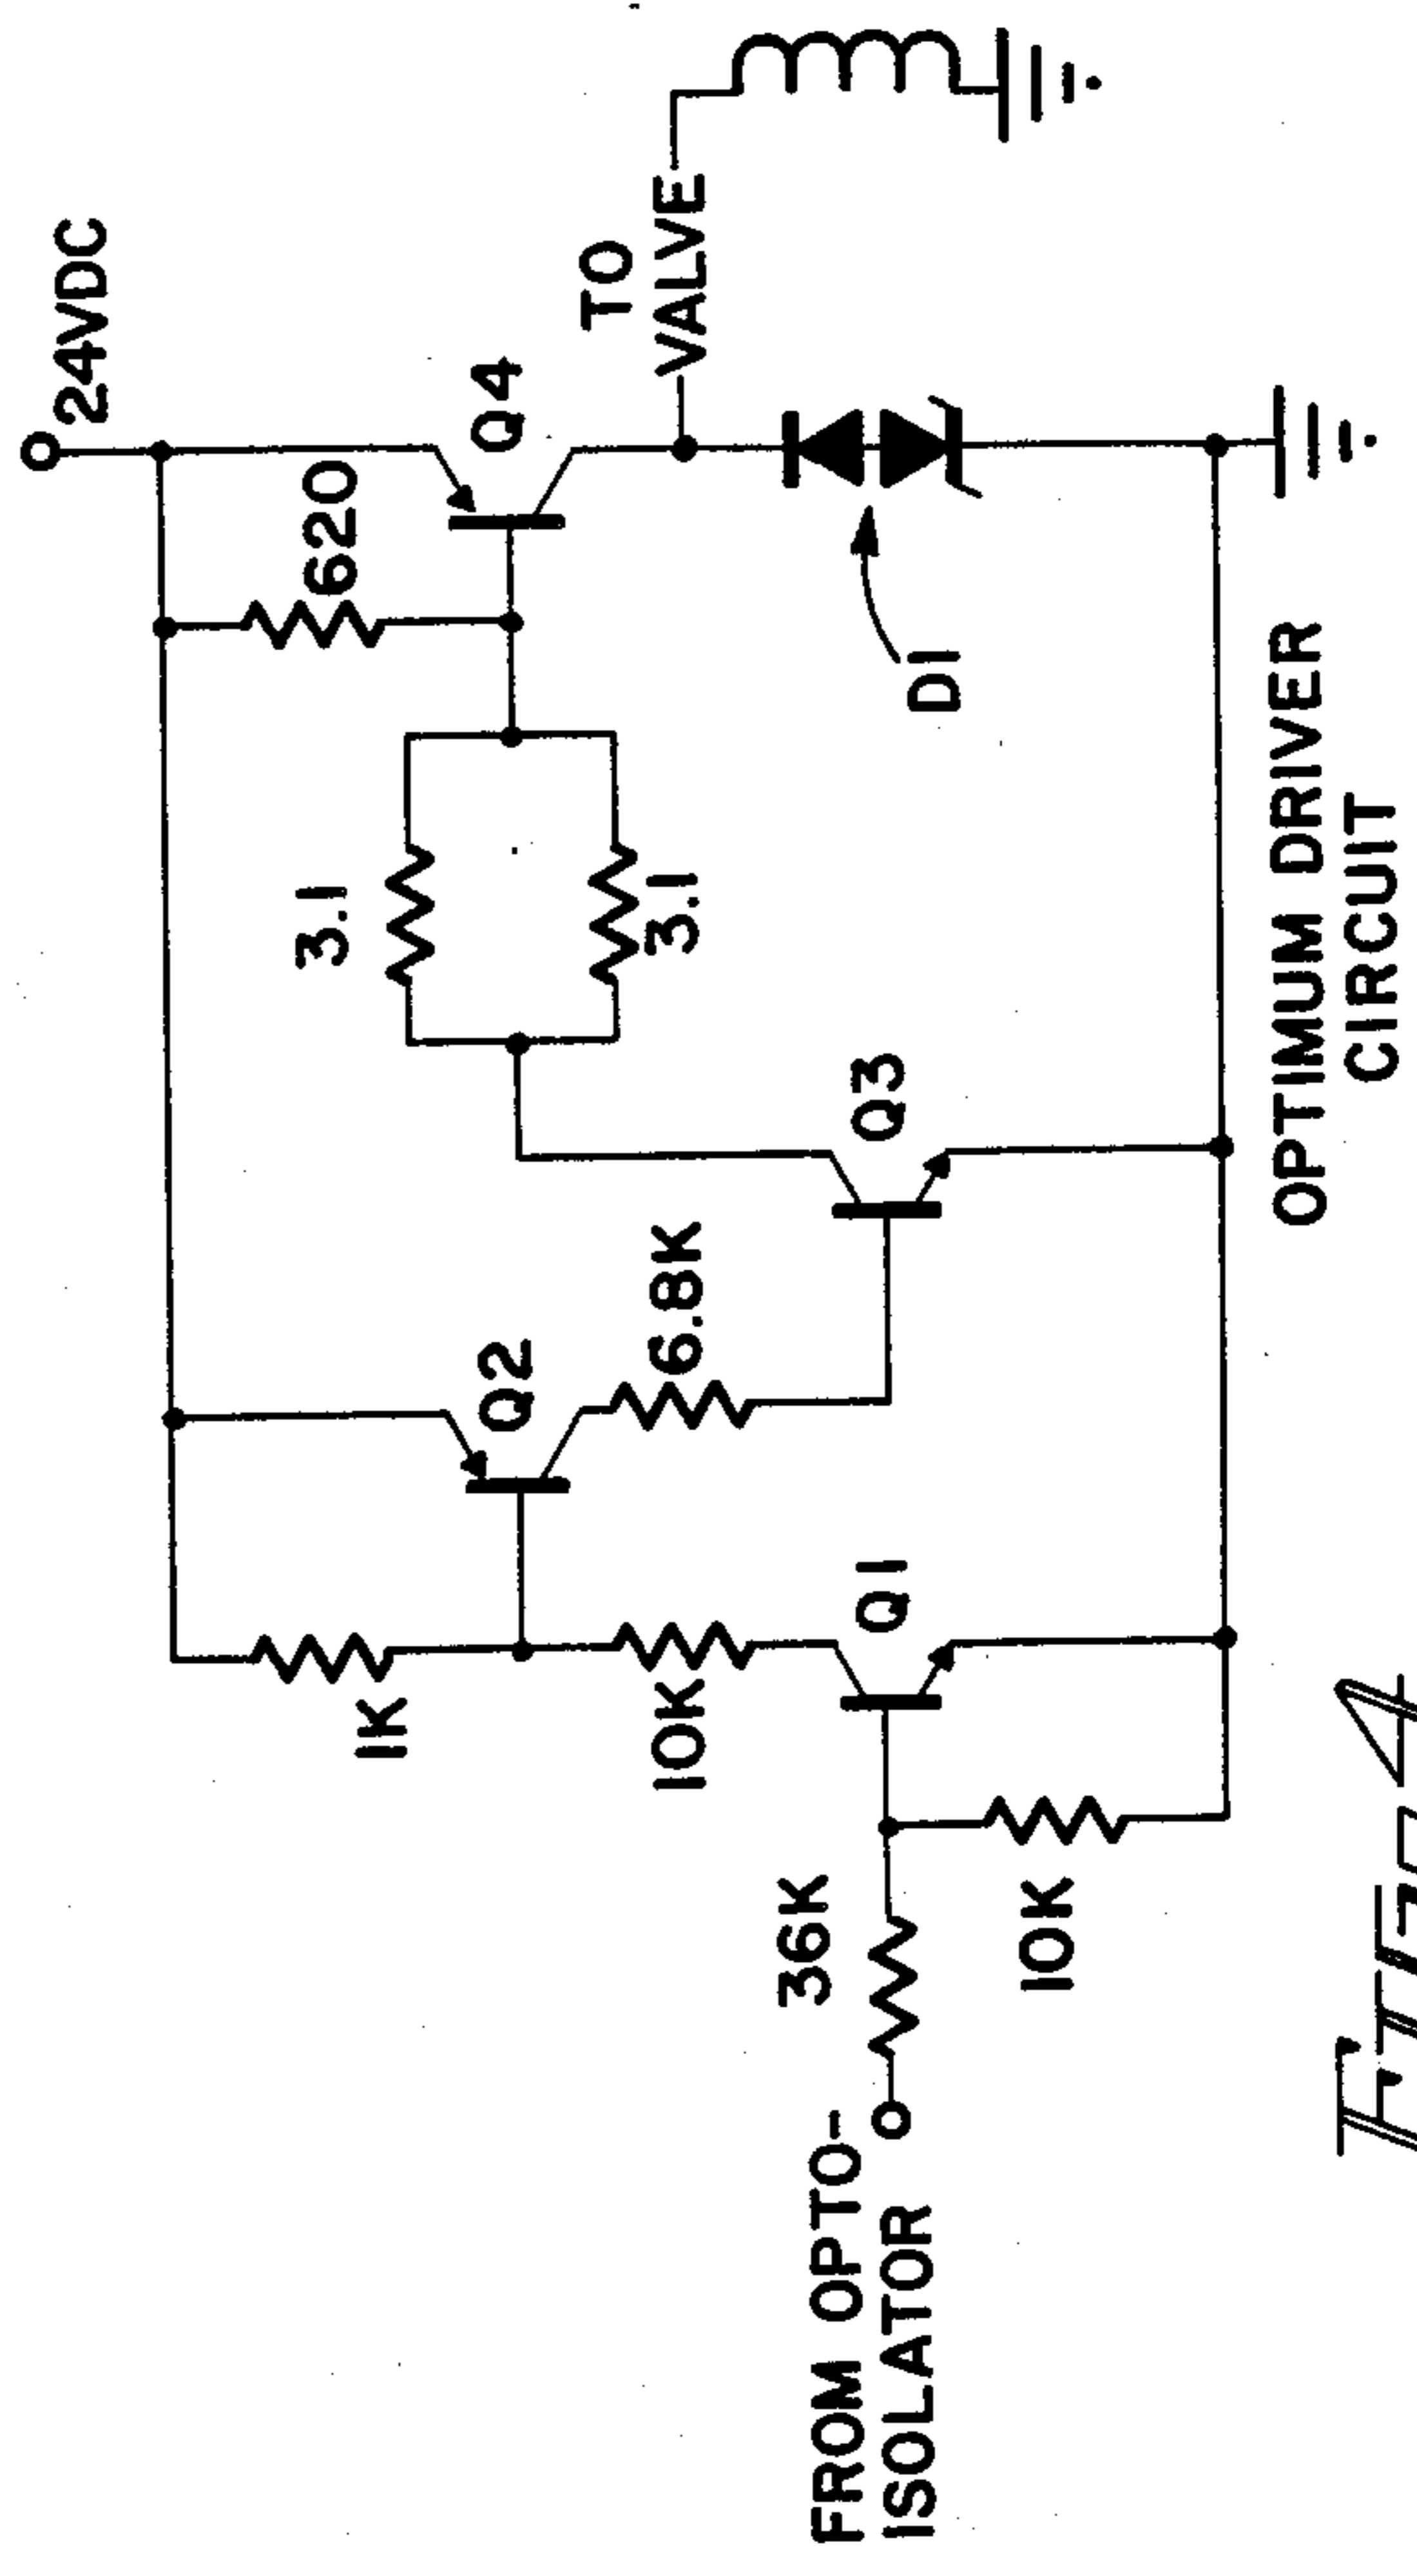 24VDC
620
Q4
TO
VALVE
3.1
3.1
D1
Q2
6.8K
Q3
1K
10K
Q1
36K
10K
FROM OPTO-
ISOLATOR
OPTIMUM DRIVER
CIRCUIT